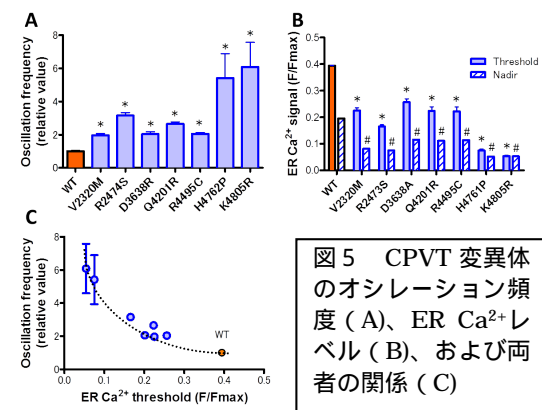 A
Oscillation frequency
(relative value)
8
6
4
2
0
*
*
*
*
*
*
*
WT
V2320M
R2474S
D3638R
Q4201R
R4495C
H4762P
K4805R
B
ER Ca²⁺ signal (F/Fmax)
0.5
0.4
0.3
0.2
0.1
0.0
Threshold
Nadir
*
#
*
#
*
#
*
#
*
#
*
#
*
#
WT
V2320M
R2473S
D3638A
Q4201R
R4495C
H4761P
K4805R
C
Oscillation frequency
(relative value)
8
6
4
2
0
WT
0.0 0.1 0.2 0.3 0.4 0.5
ER Ca²⁺ threshold (F/Fmax)
図5 CPVT 変異体
のオシレーション頻
度(A)、ER Ca²⁺レ
ベル(B)、および両
者の関係(C)